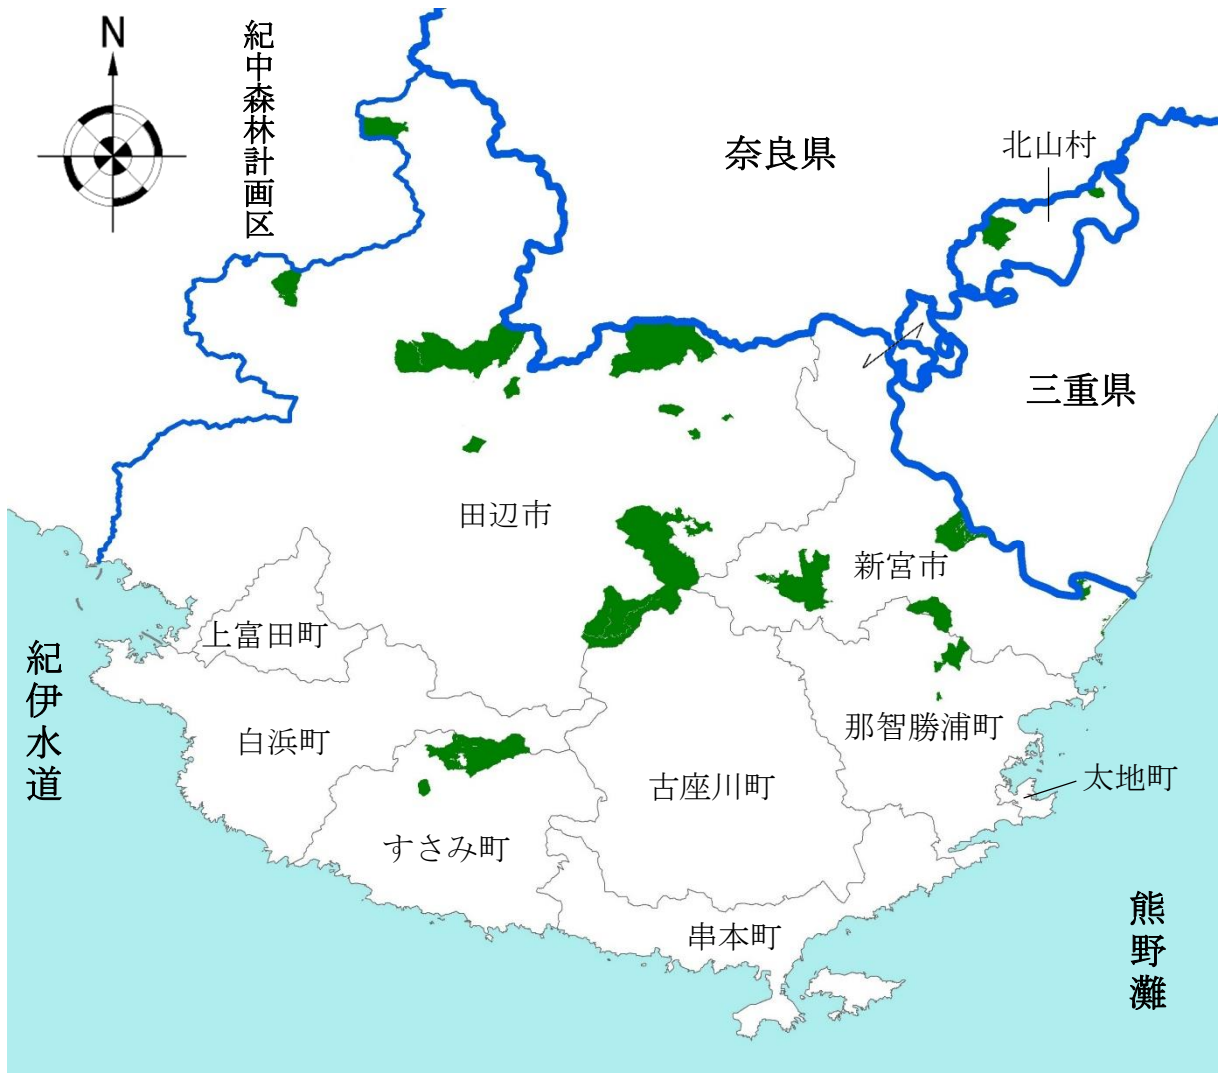 N
紀中森林計画区
奈良県
北山村
三重県
田辺市
新宮市
上富田町
紀伊水道
白浜町
那智勝浦町
古座川町
太地町
すさみ町
熊野灘
串本町